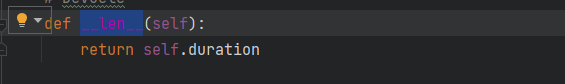 def __len__(self):
return self.duration